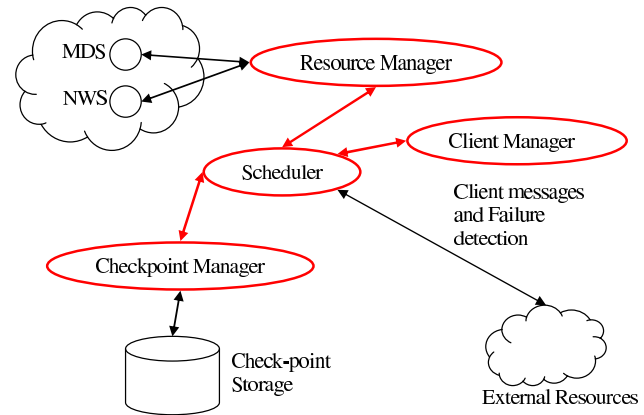 MDS
NWS
Resource Manager
Client Manager
Scheduler
Client messages
and Failure
detection
Checkpoint Manager
Check-point
Storage
External Resources